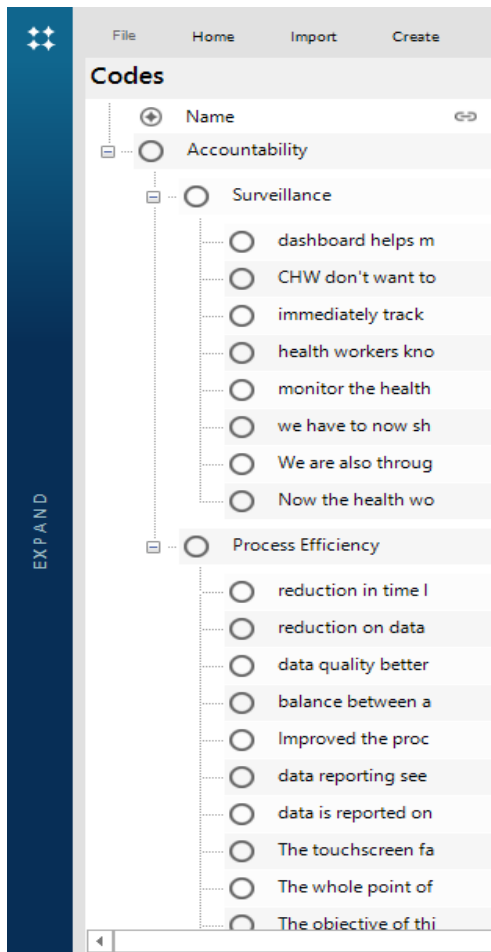 File Home Import Create
Codes
Name
Accountability
Surveillance
dashboard helps m
CHW don't want to
immediately track
health workers kno
monitor the health
we have to now sh
We are also throug
Now the health wo
EXPAND
Process Efficiency
reduction in time l
reduction on data
data quality better
balance between a
Improved the proc
data reporting see
data is reported on
The touchscreen fa
The whole point of
The objective of thi